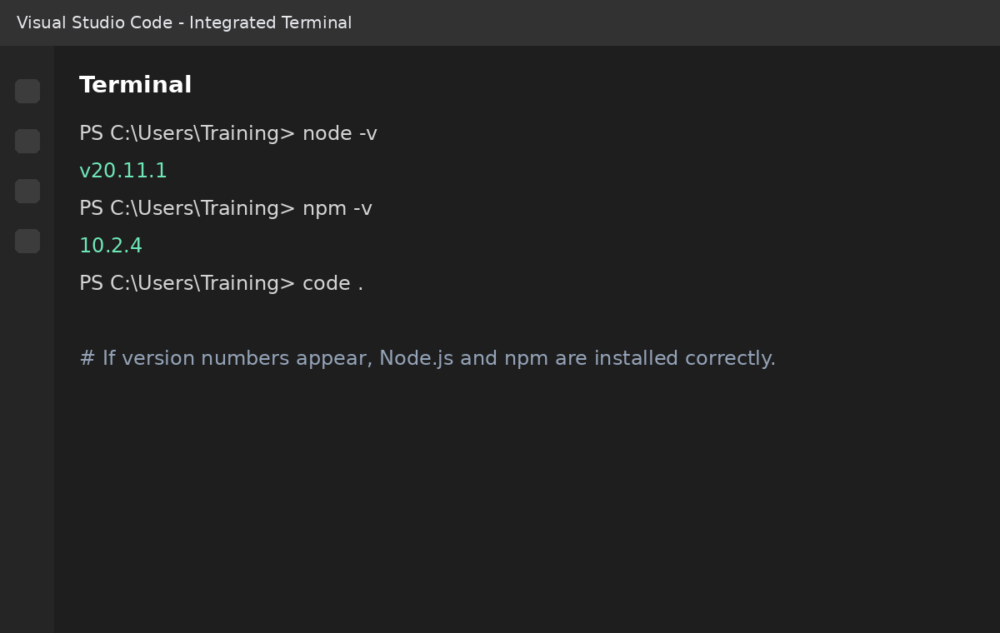 Visual Studio Code - Integrated Terminal
Terminal
PS C:\Users\Training> node -v
v20.11.1
PS C:\Users\Training> npm -v
10.2.4
PS C:\Users\Training> code .
# If version numbers appear, Node.js and npm are installed correctly.